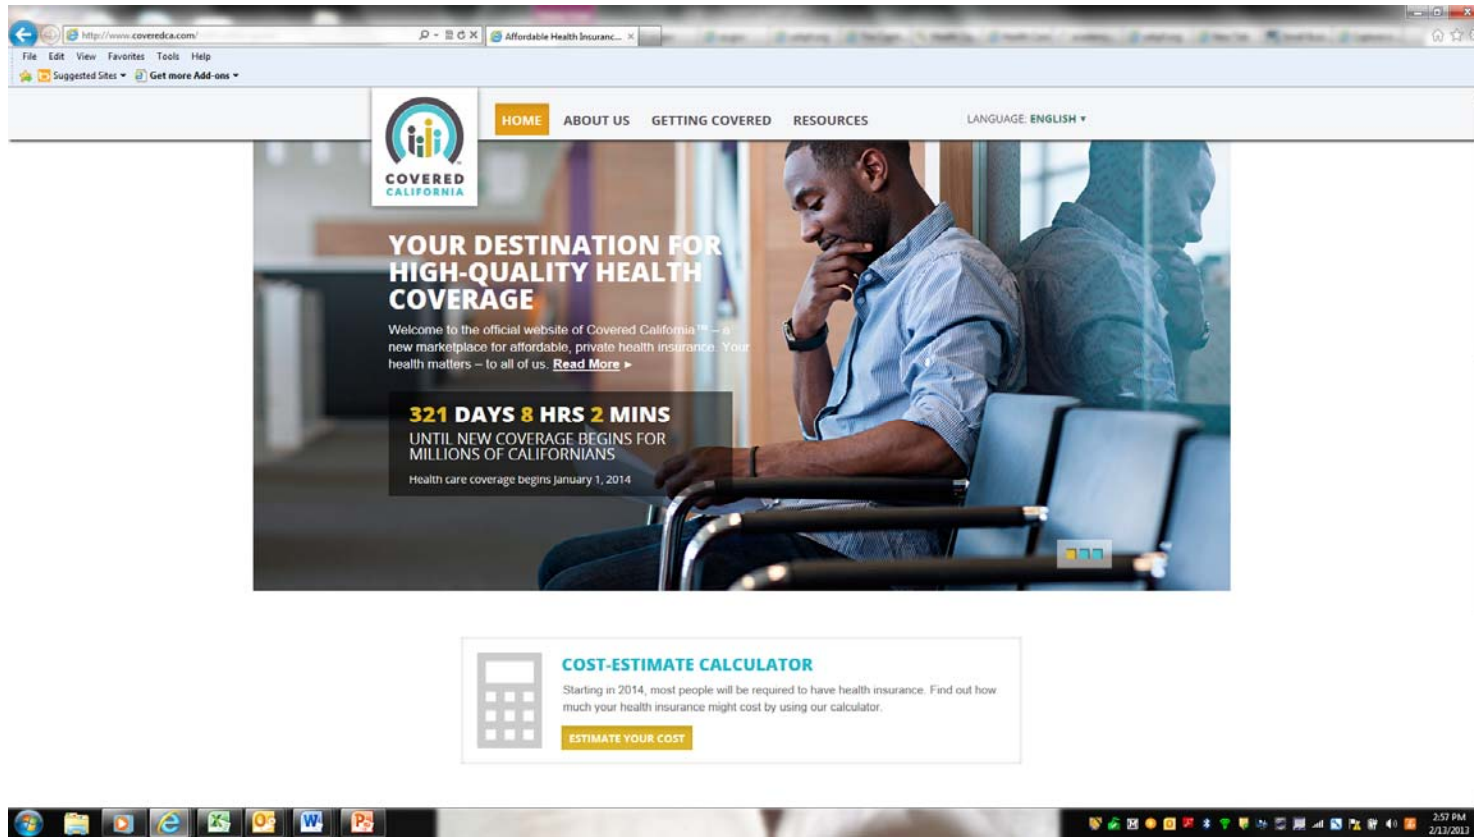 http://www.coveredca.com/
Affordable Health Insuranc...
File Edit View Favorites Tools Help
Suggested Sites Get more Add-ons
COVERED
CALIFORNIA
HOME ABOUT US GETTING COVERED RESOURCES LANGUAGE: ENGLISH
YOUR DESTINATION FOR
HIGH-QUALITY HEALTH
COVERAGE
Welcome to the official website of Covered California™ – a
new marketplace for affordable, private health insurance. Your
health matters – to all of us. Read More
321 DAYS 8 HRS 2 MINS
UNTIL NEW COVERAGE BEGINS FOR
MILLIONS OF CALIFORNIANS
Health care coverage begins January 1, 2014
COST-ESTIMATE CALCULATOR
Starting in 2014, most people will be required to have health insurance. Find out how
much your health insurance might cost by using our calculator.
ESTIMATE YOUR COST
2:57 PM
2/13/2013